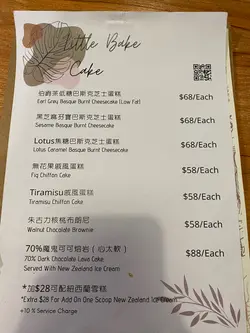 Little Bake
Cake
伯爵茶低糖巴斯克芝士蛋糕
Earl Grey Basque Burnt Cheesecake (Low Fat)
$68/Each
黑芝麻奶寶巴斯克芝士蛋糕
Sesame Basque Burnt Cheesecake
$68/Each
Lotus焦糖巴斯克芝士蛋糕
Lotus Caramel Basque Burnt Cheesecake
$68/Each
無花果戚風蛋糕
Fig Chiffon Cake
$58/Each
Tiramisu戚風蛋糕
Teramisu Chiffon Cake
$58/Each
朱古力核桃布朗尼
Walnut Chocolate Brownie
$58/Each
70%魔鬼可可熔岩 (心太軟)
70% Dark Chocolate Lava Cake
Served With New Zealand Ice Cream
$88/Each
*加$28可配紐西蘭雪糕
*Extra $28 For Add On One Scoop New Zealand Ice Cream
+10 % Service Charge